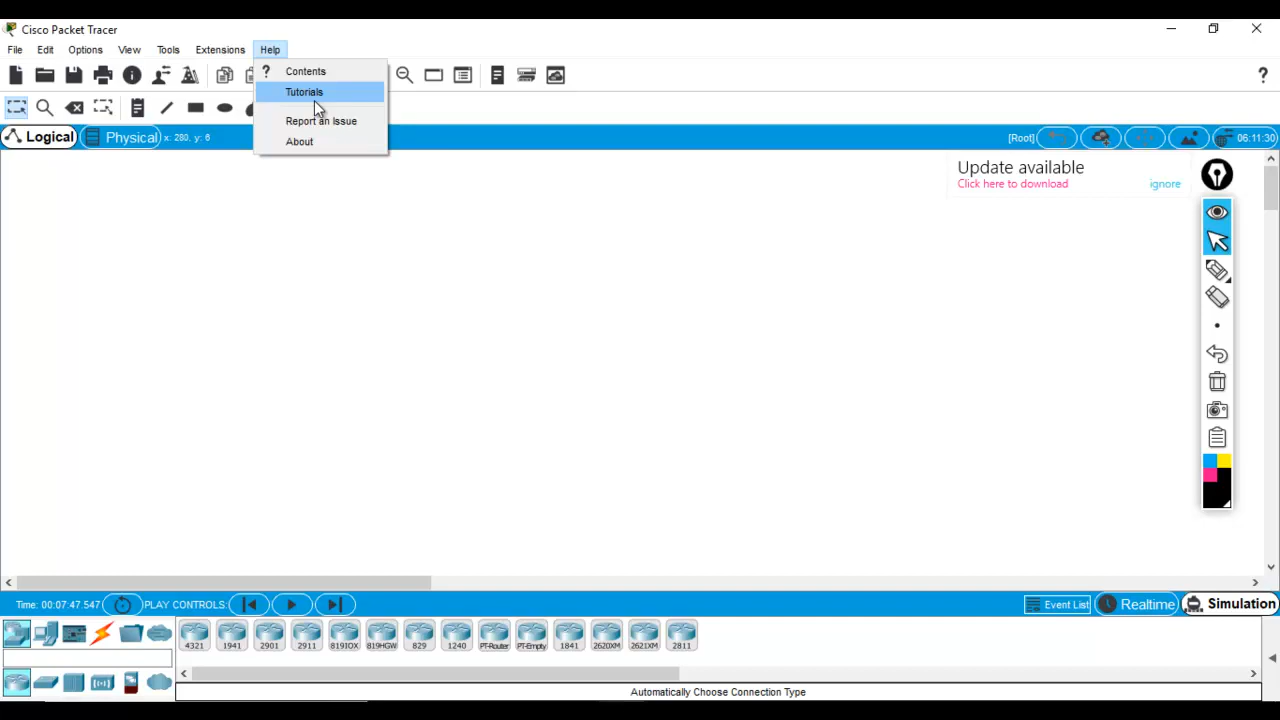 Cisco Packet Tracer
File Edit Options View Tools Extensions Help
? Contents
Tutorials
Report an Issue
About
?
Logical Physical x: 280, y: 6 [Root] 06:11:30
Update available
Click here to download ignore
Time: 00:07:47.547 PLAY CONTROLS: Event List Realtime Simulation
4321 1941 2901 2911 819IOX 819HGW 829 1240 PT-Router PT-Empty 1841 2620XM 2621XM 2811
Automatically Choose Connection Type